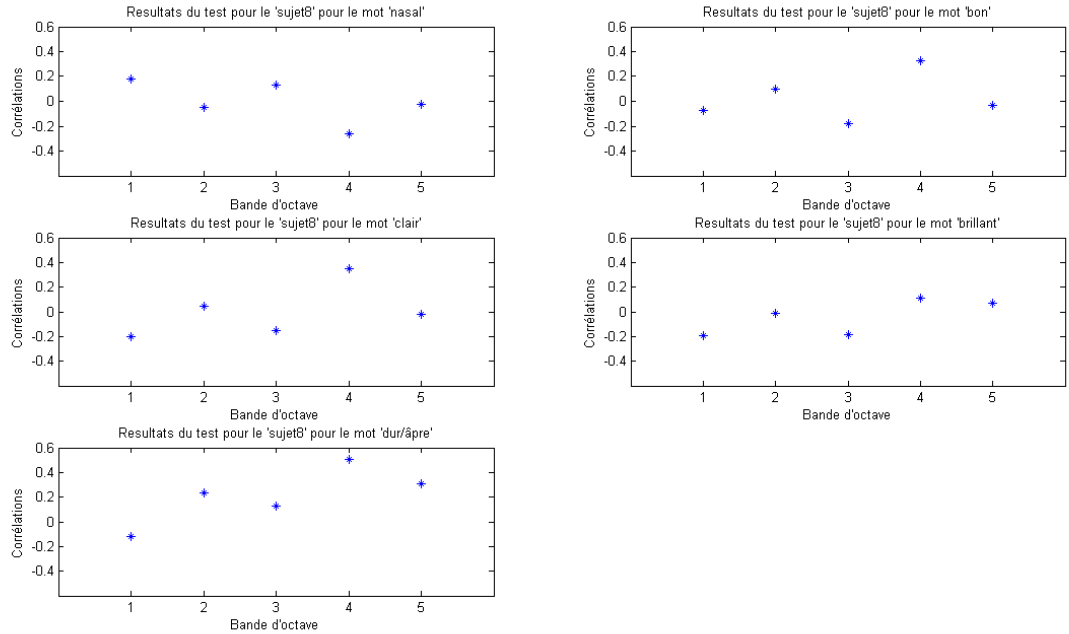 Resultats du test pour le 'sujet8' pour le mot 'nasal'
0.6
0.4
0.2
0
-0.2
-0.4
Corrélations
1 2 3 4 5
Bande d'octave
Resultats du test pour le 'sujet8' pour le mot 'bon'
0.6
0.4
0.2
0
-0.2
-0.4
Corrélations
1 2 3 4 5
Bande d'octave
Resultats du test pour le 'sujet8' pour le mot 'clair'
0.6
0.4
0.2
0
-0.2
-0.4
Corrélations
1 2 3 4 5
Bande d'octave
Resultats du test pour le 'sujet8' pour le mot 'brillant'
0.6
0.4
0.2
0
-0.2
-0.4
Corrélations
1 2 3 4 5
Bande d'octave
Resultats du test pour le 'sujet8' pour le mot 'dur/âpre'
0.6
0.4
0.2
0
-0.2
-0.4
Corrélations
1 2 3 4 5
Bande d'octave